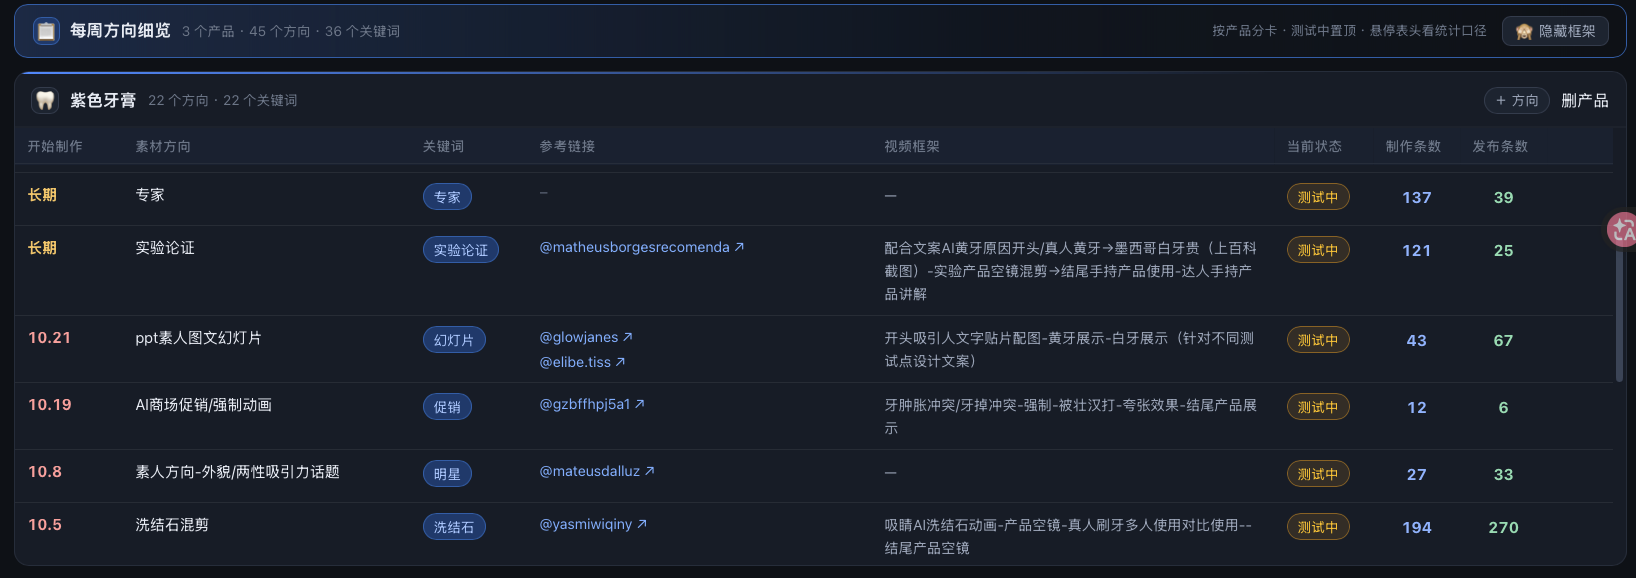 每周方向细览 3 个产品 · 45 个方向 · 36 个关键词 按产品分卡 · 测试中置顶 · 悬停表头看统计口径 隐藏框架
紫色牙膏 22 个方向 · 22 个关键词 + 方向 删产品
开始制作 素材方向 关键词 参考链接 视频框架 当前状态 制作条数 发布条数
长期 专家 专家 — — 测试中 137 39
长期 实验论证 实验论证 @matheusborgesrecomenda ↗ 配合文案AI黄牙原因开头/真人黄牙→墨西哥白牙贵（上百科 测试中 121 25
截图）-实验产品空镜混剪→结尾手持产品使用-达人手持产
品讲解
10.21 ppt素人图文幻灯片 幻灯片 @glowjanes ↗ 开头吸引人文字贴片配图-黄牙展示-白牙展示（针对不同测 测试中 43 67
@elibe.tiss ↗ 试点设计文案）
10.19 AI商场促销/强制动画 促销 @gzbffhpj5a1 ↗ 牙肿胀冲突/牙掉冲突-强制-被壮汉打-夸张效果-结尾产品展 测试中 12 6
示
10.8 素人方向-外貌/两性吸引力话题 明星 @mateusdalluz ↗ — 测试中 27 33
10.5 洗结石混剪 洗结石 @yasmiwiqiny ↗ 吸睛AI洗结石动画-产品空镜-真人刷牙多人使用对比使用-- 测试中 194 270
结尾产品空镜